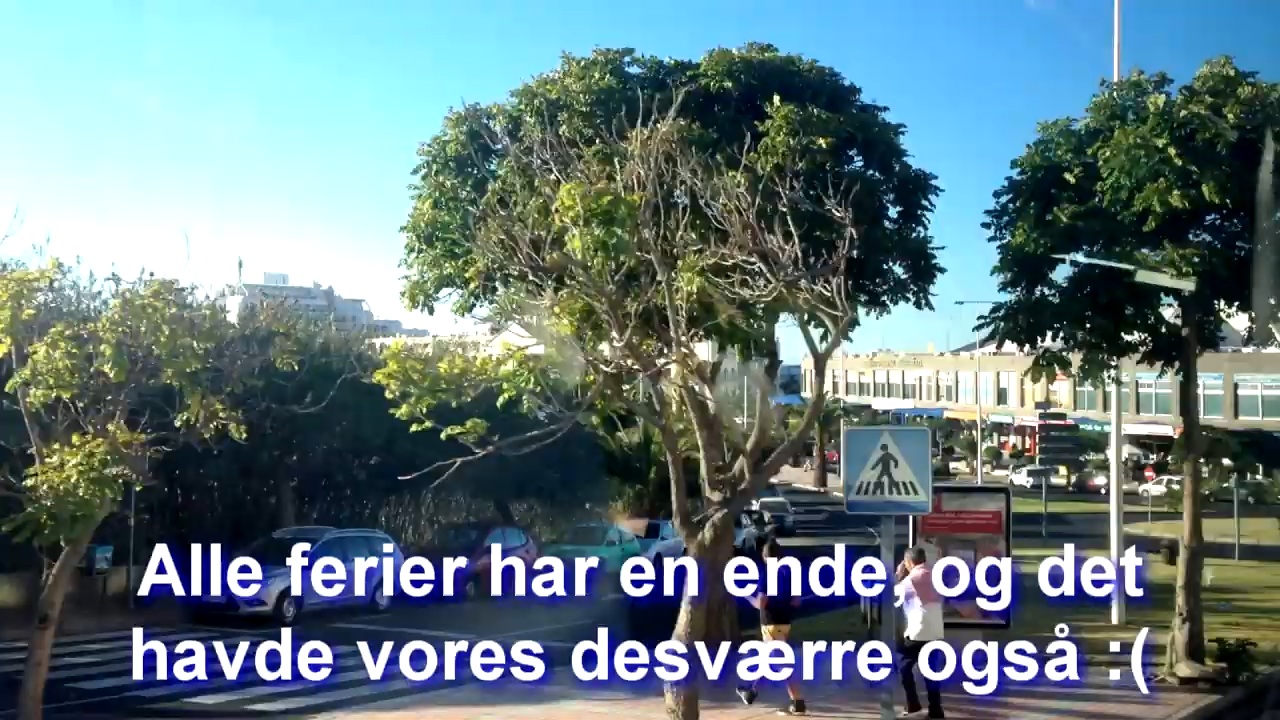 Alle ferier har en ende, og det
havde vores desværre også :(